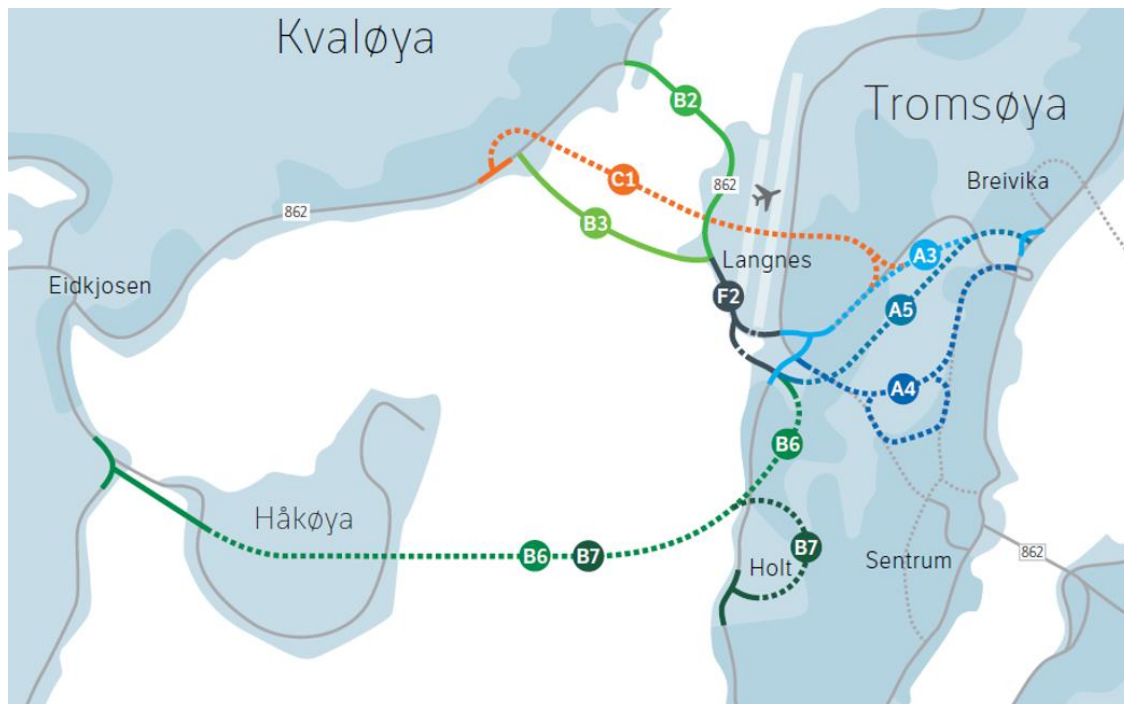 Kvaløya
Tromsøya
B2
862
Breivika
C1
862
B3
A3
Langnes
Eidkjosen
F2
A5
A4
B6
Håkøya
B6
B7
Holt
B7
Sentrum
862